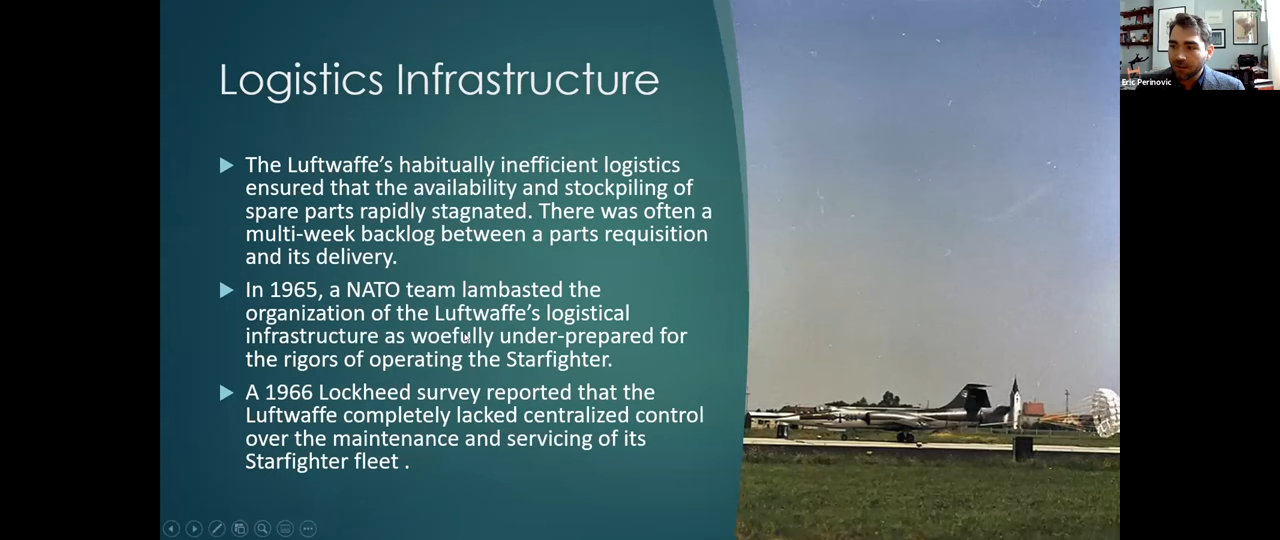 Logistics Infrastructure
The Luftwaffe's habitually inefficient logistics
ensured that the availability and stockpiling of
spare parts rapidly stagnated. There was often a
multi-week backlog between a parts requisition
and its delivery.
In 1965, a NATO team lambasted the
organization of the Luftwaffe's logistical
infrastructure as woefully under-prepared for
the rigors of operating the Starfighter.
A 1966 Lockheed survey reported that the
Luftwaffe completely lacked centralized control
over the maintenance and servicing of its
Starfighter fleet .
Eric Perinovic